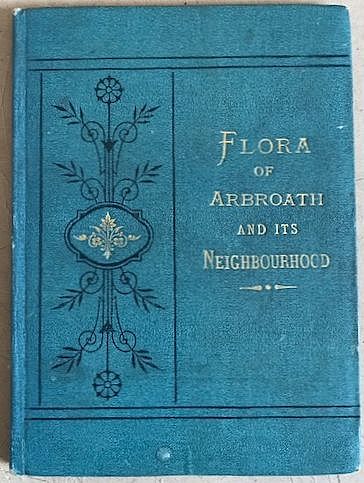 FLORA
OF
ARBROATH
AND ITS
NEIGHBOURHOOD